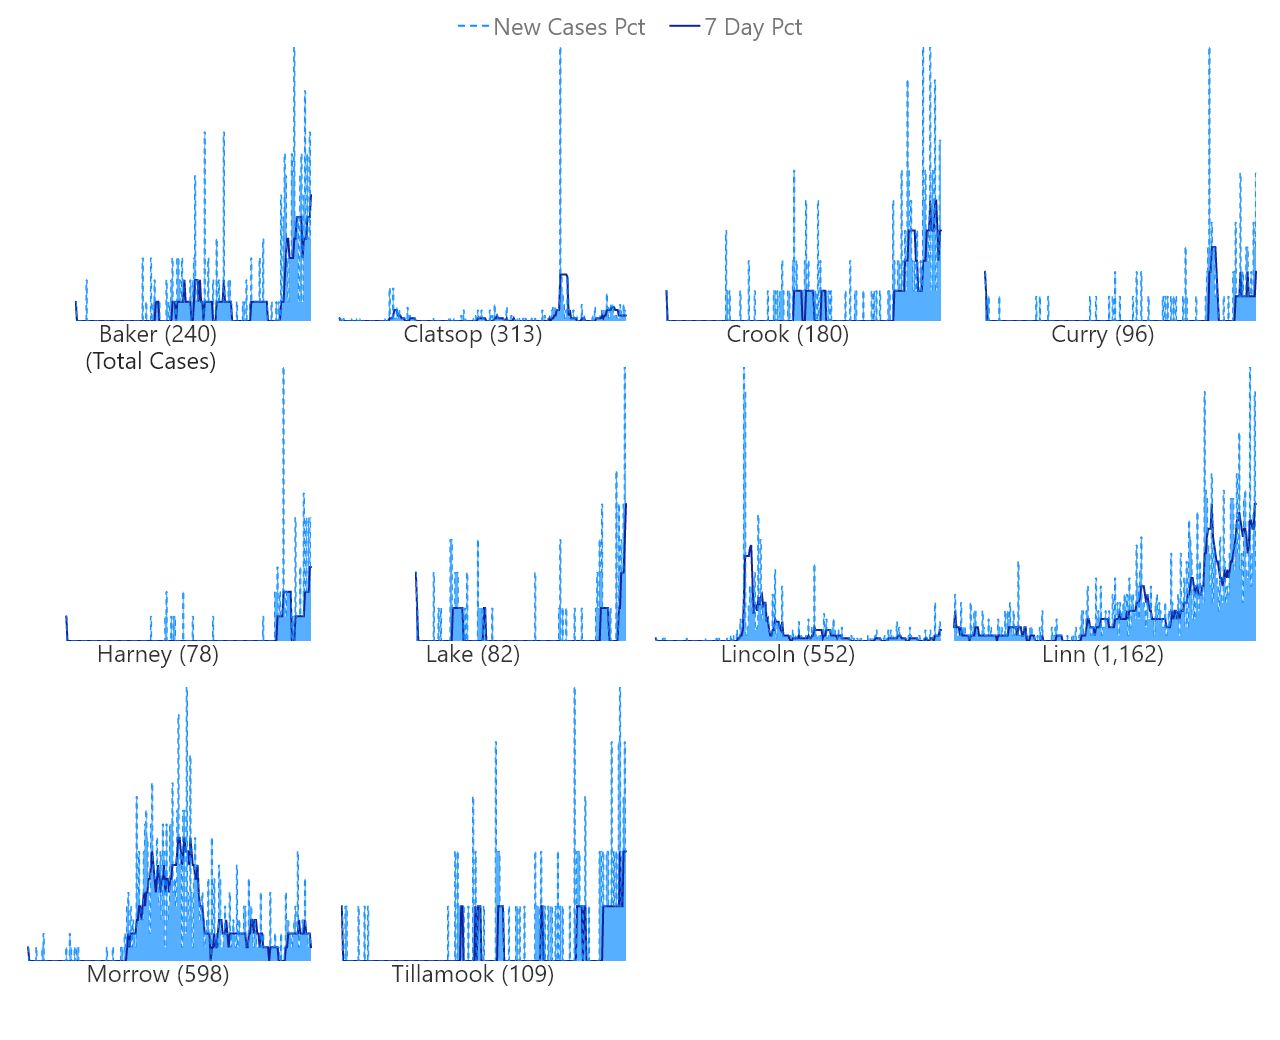 New Cases Pct 7 Day Pct
Baker (240) Clatsop (313) Crook (180) Curry (96)
(Total Cases)
Harney (78) Lake (82) Lincoln (552) Linn (1,162)
Morrow (598) Tillamook (109)